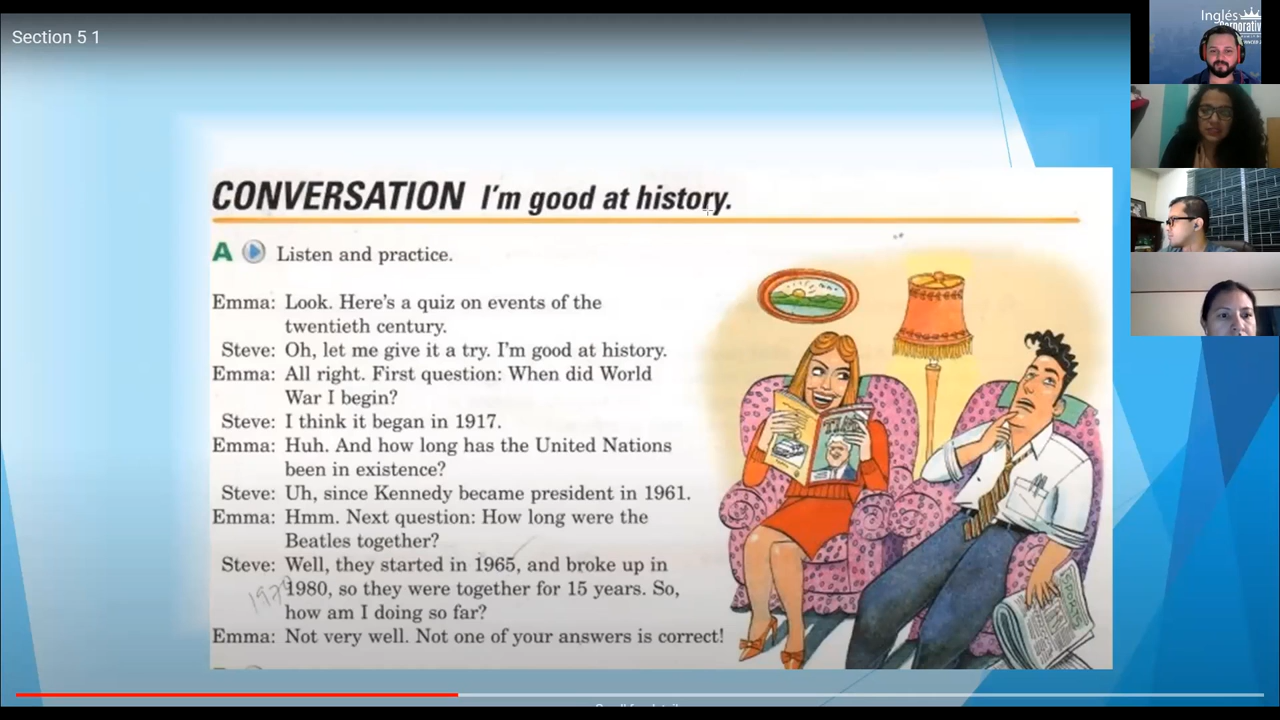 Section 5 1
Inglés
Corporativo
CONVERSATION I'm good at history.
A Listen and practice.
Emma: Look. Here's a quiz on events of the
twentieth century.
Steve: Oh, let me give it a try. I'm good at history.
Emma: All right. First question: When did World
War I begin?
Steve: I think it began in 1917.
Emma: Huh. And how long has the United Nations
been in existence?
Steve: Uh, since Kennedy became president in 1961.
Emma: Hmm. Next question: How long were the
Beatles together?
Steve: Well, they started in 1965, and broke up in
1980, so they were together for 15 years. So,
how am I doing so far?
Emma: Not very well. Not one of your answers is correct!
TIME
SPORTS